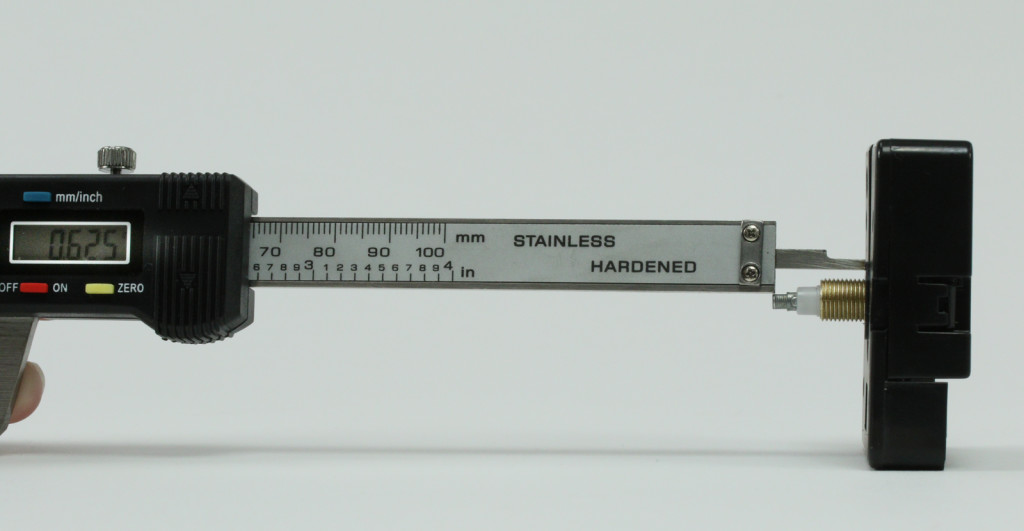 mm/inch
0.625
OFF ON ZERO
70 80 90 100 mm
6 7 8 9 3 1 2 3 4 5 6 7 8 9 4 in
STAINLESS
HARDENED